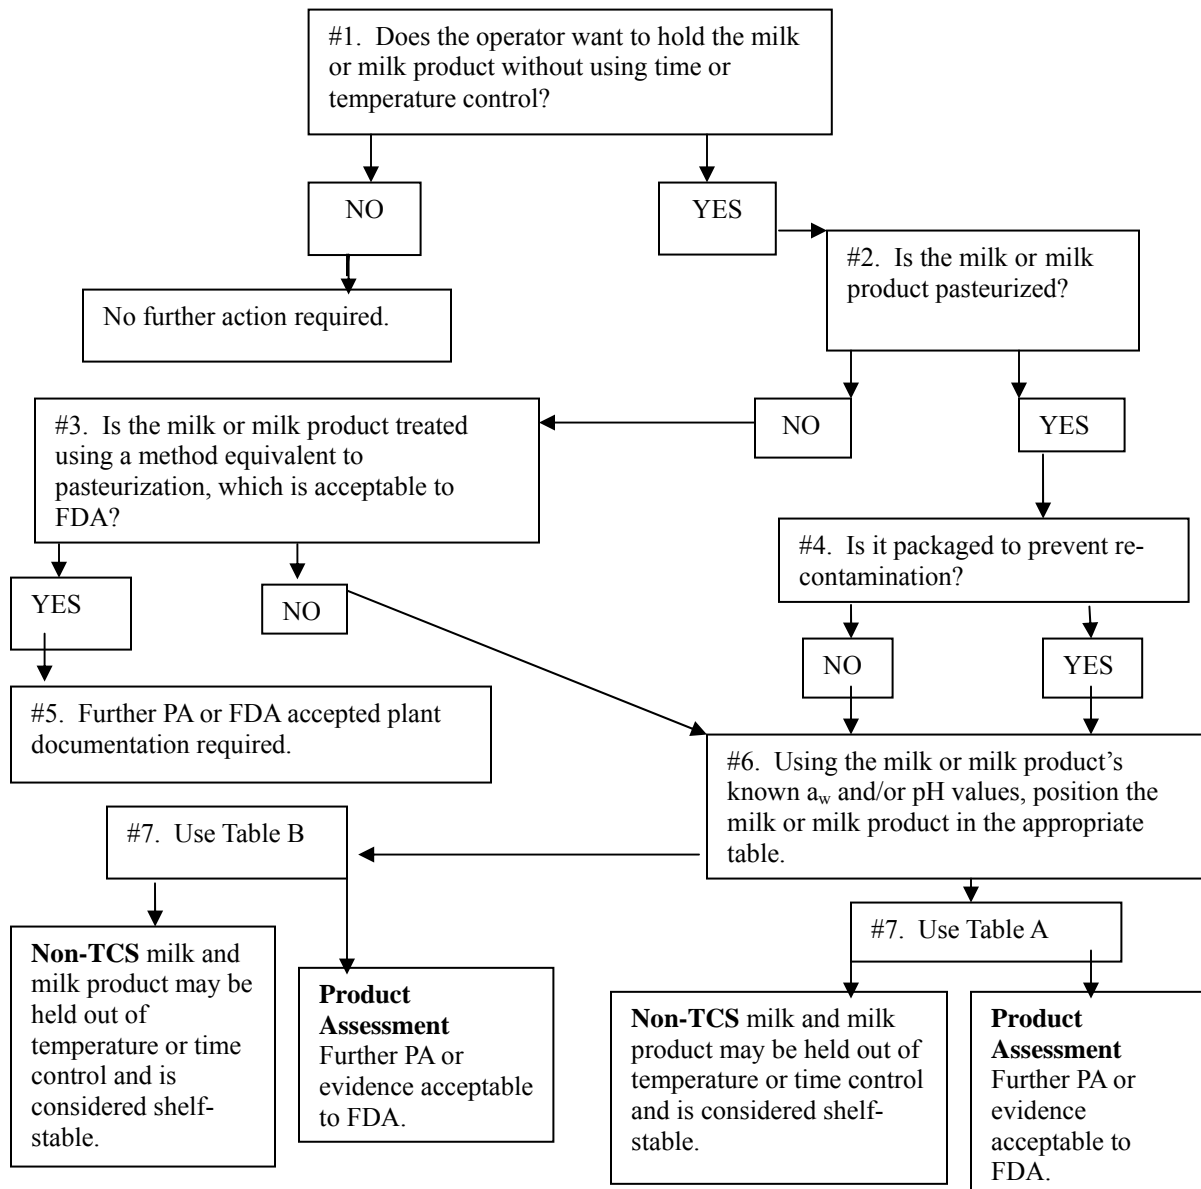 #1.  Does the operator want to hold the milk
or milk product without using time or
temperature control?
NO
YES
#2.  Is the milk or milk
product pasteurized?
No further action required.
#3.  Is the milk or milk product treated
using a method equivalent to
pasteurization, which is acceptable to
FDA?
NO
YES
#4.  Is it packaged to prevent re-
contamination?
YES
NO
NO
YES
#5.  Further PA or FDA accepted plant
documentation required.
#6.  Using the milk or milk product’s
known aw and/or pH values, position the
milk or milk product in the appropriate
table.
#7.  Use Table B
#7.  Use Table A
Non-TCS milk and
milk product may be
held out of
temperature or time
control and is
considered shelf-
stable.
Product
Assessment
Further PA or
evidence acceptable
to FDA.
Non-TCS milk and milk
product may be held out of
temperature or time control
and is considered shelf-
stable.
Product
Assessment
Further PA or
evidence
acceptable to
FDA.